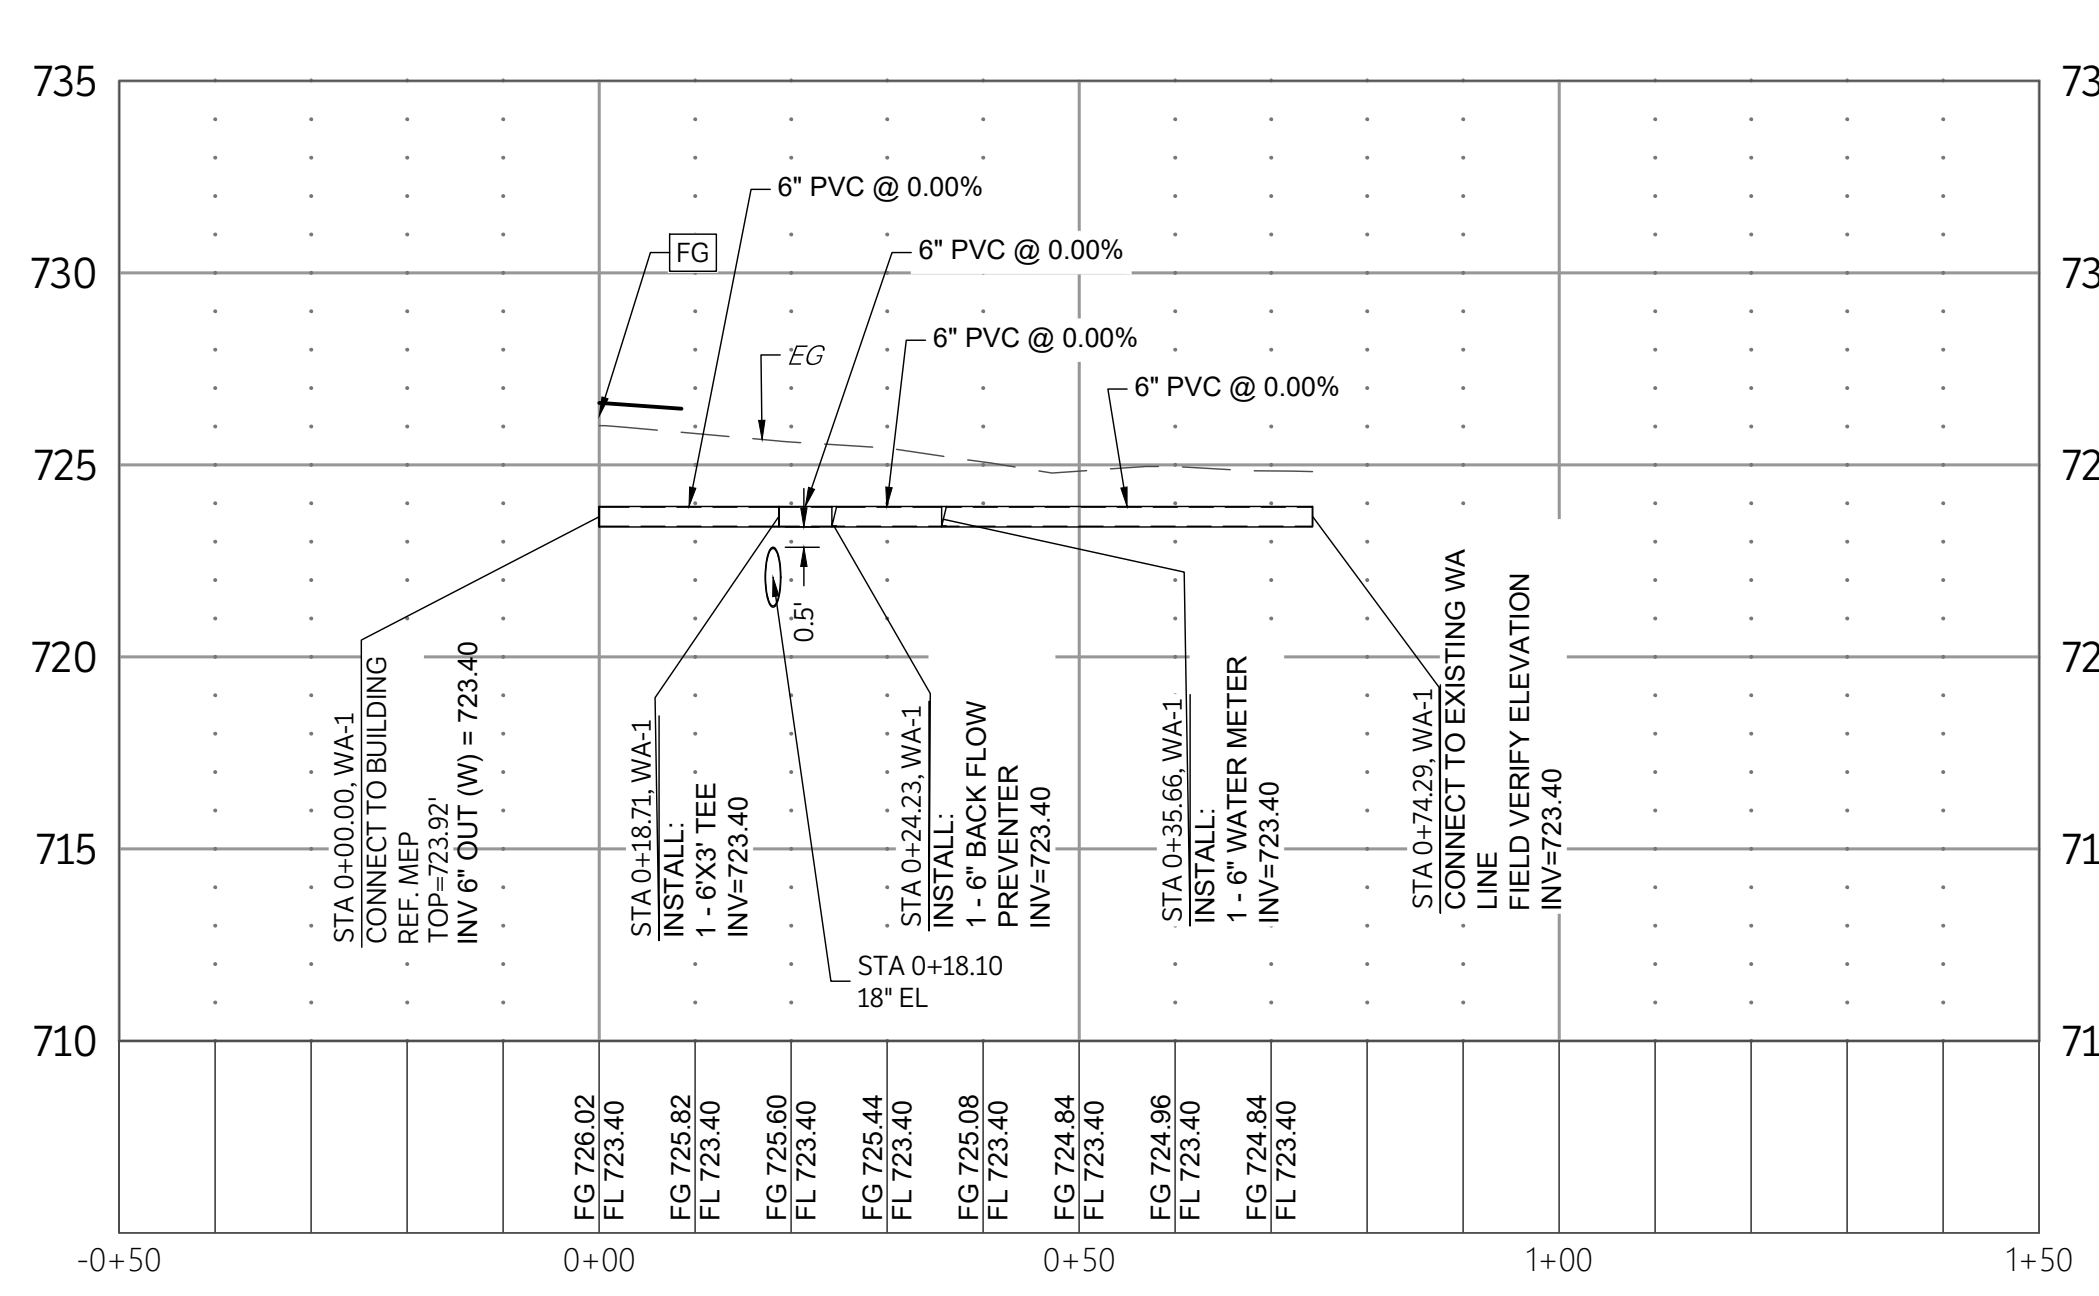 735
730
725
720
715
710
73
73
72
72
71
71
6" PVC @ 0.00%
FG
6" PVC @ 0.00%
6" PVC @ 0.00%
EG
6" PVC @ 0.00%
0.5'
STA 0+00.00, WA-1
CONNECT TO BUILDING
REF. MEP
TOP=723.92'
INV 6" OUT (W) = 723.40
STA 0+18.71, WA-1
INSTALL:
1 - 6'X3' TEE
INV=723.40
STA 0+24.23, WA-1
INSTALL:
1 - 6" BACK FLOW
PREVENTER
INV=723.40
STA 0+35.66, WA-1
INSTALL:
1 - 6" WATER METER
INV=723.40
STA 0+74.29, WA-1
CONNECT TO EXISTING WA
LINE
FIELD VERIFY ELEVATION
INV=723.40
STA 0+18.10
18" EL
FG 726.02
FL 723.40
FG 725.82
FL 723.40
FG 725.60
FL 723.40
FG 725.44
FL 723.40
FG 725.08
FL 723.40
FG 724.84
FL 723.40
FG 724.96
FL 723.40
FG 724.84
FL 723.40
-0+50
0+00
0+50
1+00
1+50